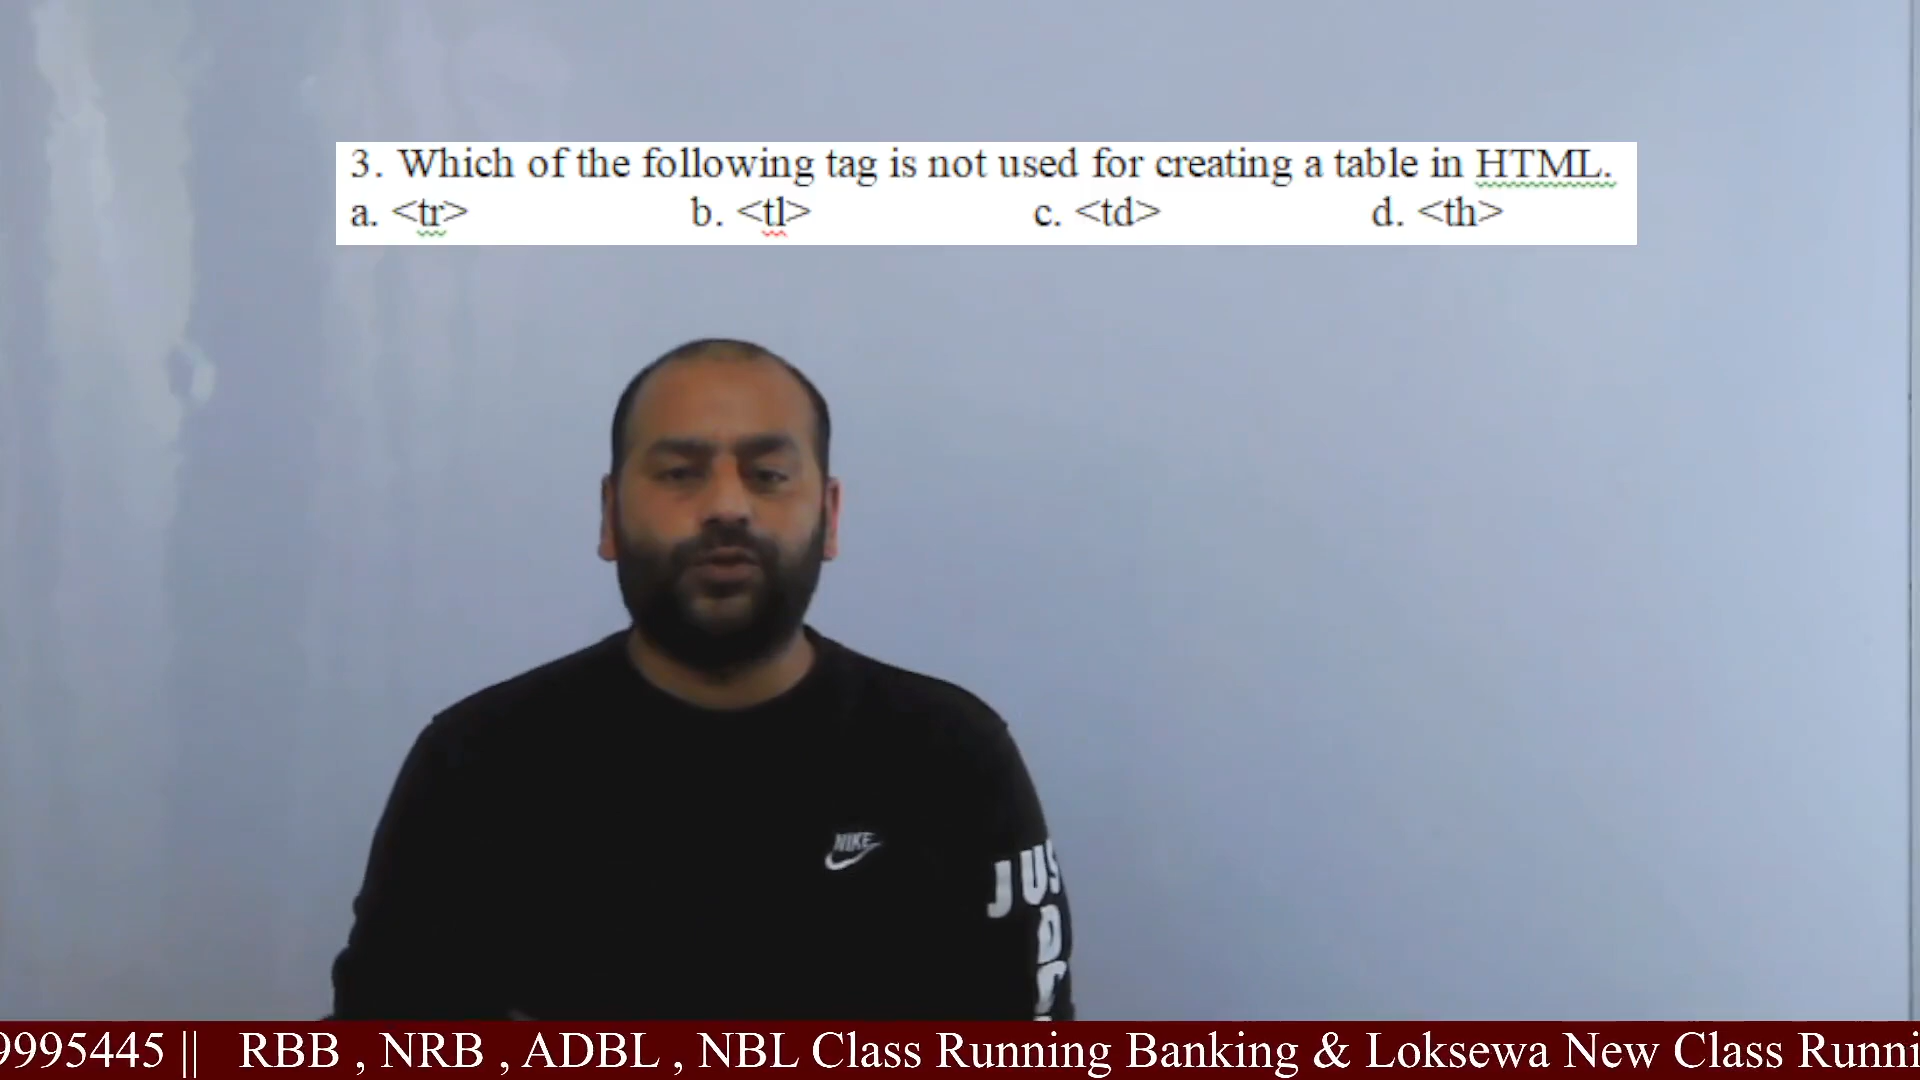 3. Which of the following tag is not used for creating a table in HTML.
a. <tr> b. <tl> c. <td> d. <th>
NIKE
JUS
D
9995445 || RBB , NRB , ADBL , NBL Class Running Banking & Loksewa New Class Runni